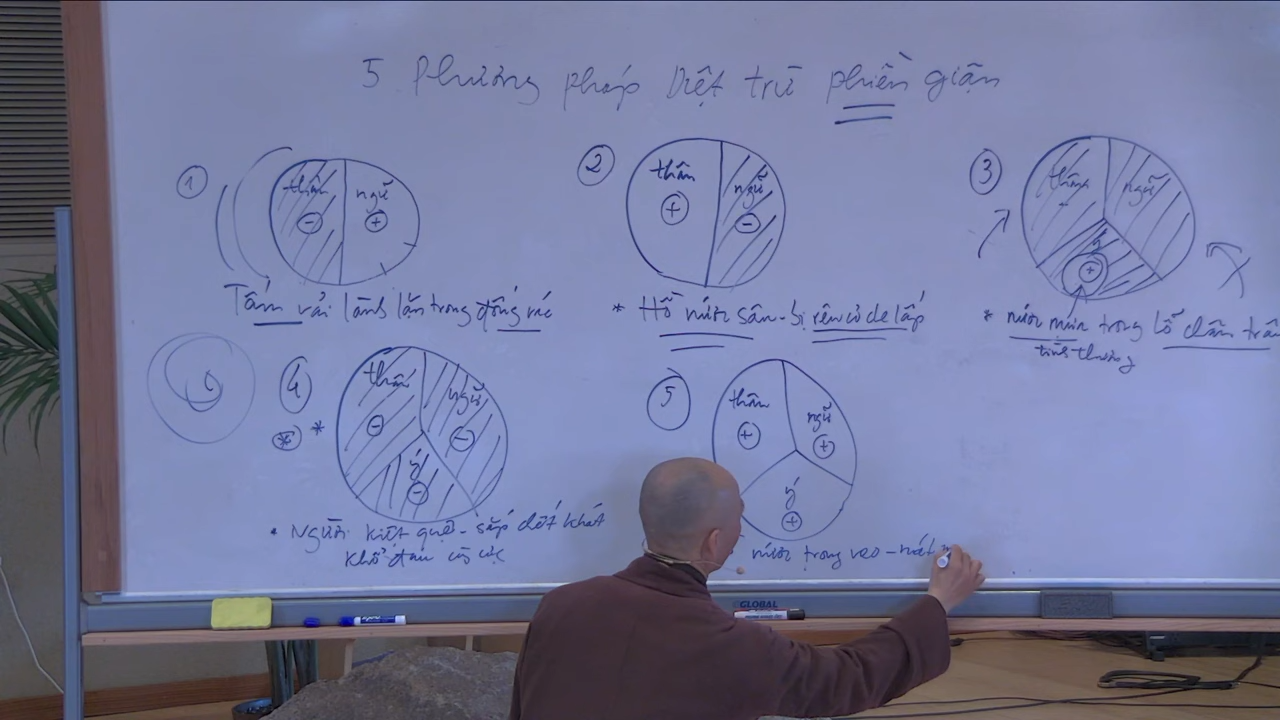 5 Phương pháp Diệt trừ phiền giận
1
thân ngữ
- +
Tấm vải lành lặn trong đống rác
2
thân ngữ
+ -
* Hồ nước sâu - bị rêu cỏ che lấp
3
thân ngữ
-
ý
+
* nước mưa trong lỗ chân trâu
tình thương
4
* *
thân ngữ
- -
ý
-
* Người kiệt quệ - sắp chết khát
khổ đau cùng cực
5
thân ngữ
+ +
ý
+
nước trong veo - mát
GLOBAL